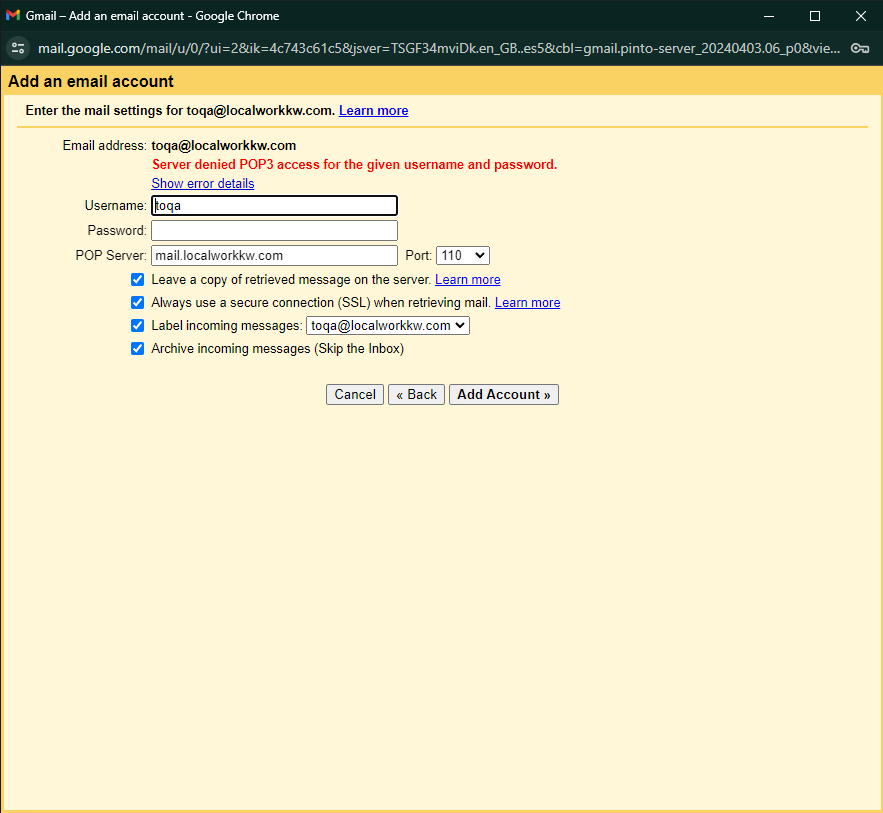 Gmail – Add an email account - Google Chrome
mail.google.com/mail/u/0/?ui=2&ik=4c743c61c5&jsver=TSGF34mviDk.en_GB..es5&cbl=gmail.pinto-server_20240403.06_p0&vie...
Add an email account
Enter the mail settings for toqa@localworkkw.com. Learn more
Email address: toqa@localworkkw.com
Server denied POP3 access for the given username and password.
Show error details
Username: toqa
Password:
POP Server: mail.localworkkw.com Port: 110
Leave a copy of retrieved message on the server. Learn more
Always use a secure connection (SSL) when retrieving mail. Learn more
Label incoming messages: toqa@localworkkw.com
Archive incoming messages (Skip the Inbox)
Cancel « Back Add Account »